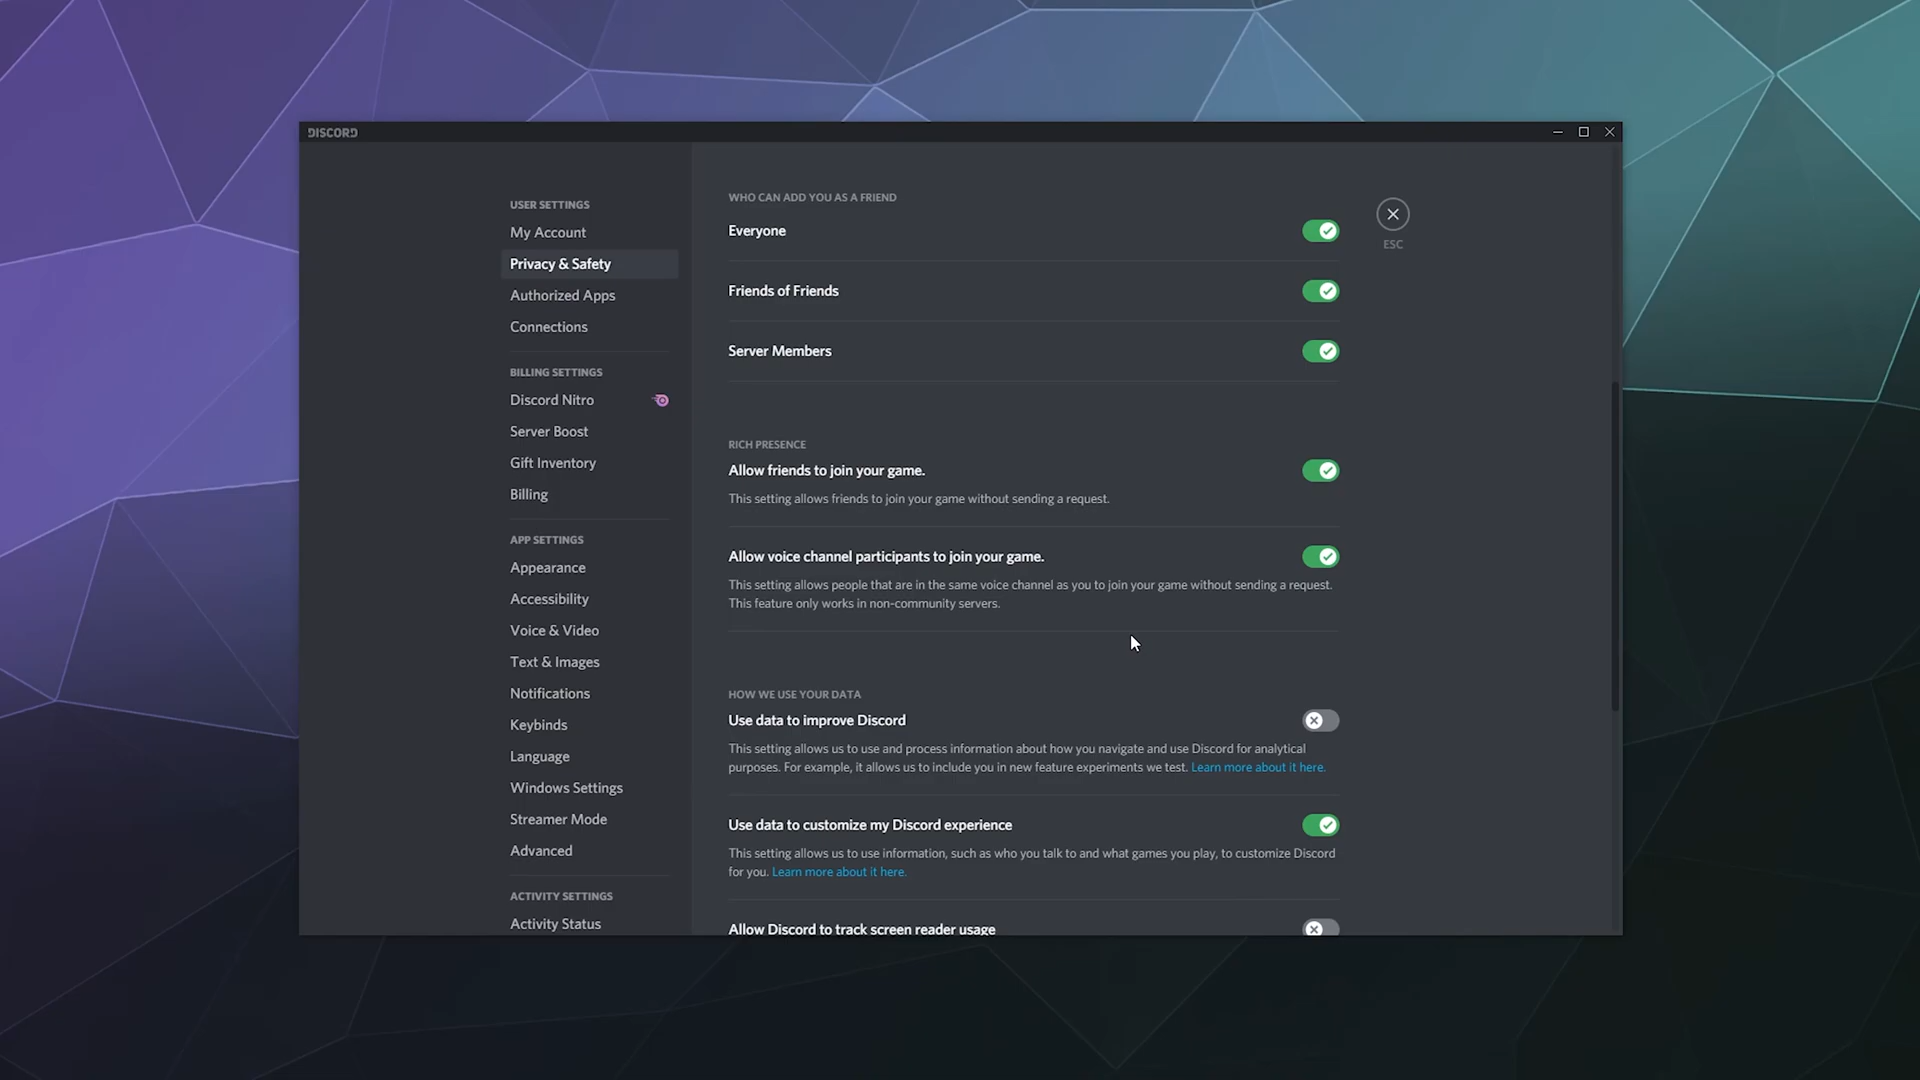 DISCORD
USER SETTINGS
My Account
Privacy & Safety
Authorized Apps
Connections
BILLING SETTINGS
Discord Nitro
Server Boost
Gift Inventory
Billing
APP SETTINGS
Appearance
Accessibility
Voice & Video
Text & Images
Notifications
Keybinds
Language
Windows Settings
Streamer Mode
Advanced
ACTIVITY SETTINGS
Activity Status
WHO CAN ADD YOU AS A FRIEND
Everyone
Friends of Friends
Server Members
RICH PRESENCE
Allow friends to join your game.
This setting allows friends to join your game without sending a request.
Allow voice channel participants to join your game.
This setting allows people that are in the same voice channel as you to join your game without sending a request.
This feature only works in non-community servers.
HOW WE USE YOUR DATA
Use data to improve Discord
This setting allows us to use and process information about how you navigate and use Discord for analytical
purposes. For example, it allows us to include you in new feature experiments we test. Learn more about it here.
Use data to customize my Discord experience
This setting allows us to use information, such as who you talk to and what games you play, to customize Discord
for you. Learn more about it here.
Allow Discord to track screen reader usage
ESC